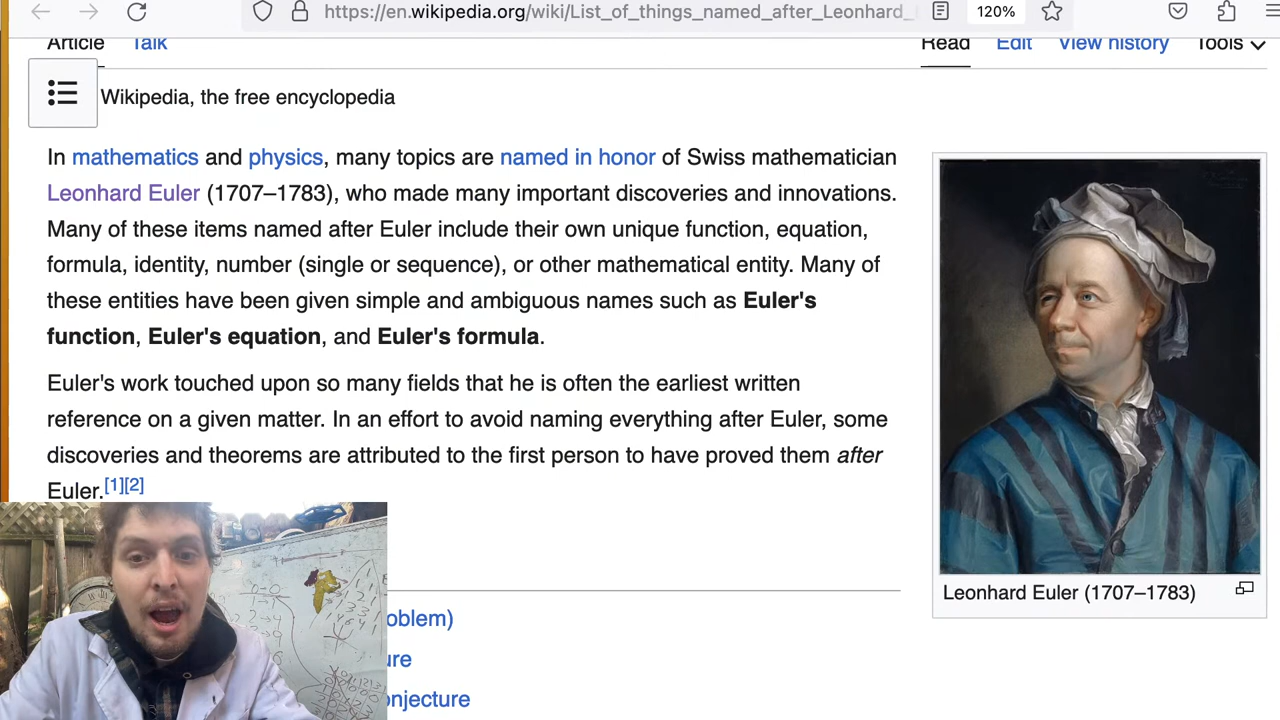 https://en.wikipedia.org/wiki/List_of_things_named_after_Leonhard_
120%
Article Talk
Read Edit View history Tools
Wikipedia, the free encyclopedia
In mathematics and physics, many topics are named in honor of Swiss mathematician
Leonhard Euler (1707–1783), who made many important discoveries and innovations.
Many of these items named after Euler include their own unique function, equation,
formula, identity, number (single or sequence), or other mathematical entity. Many of
these entities have been given simple and ambiguous names such as Euler's
function, Euler's equation, and Euler's formula.
Euler's work touched upon so many fields that he is often the earliest written
reference on a given matter. In an effort to avoid naming everything after Euler, some
discoveries and theorems are attributed to the first person to have proved them after
Euler.[1][2]
Leonhard Euler (1707–1783)
oblem)
ure
onjecture